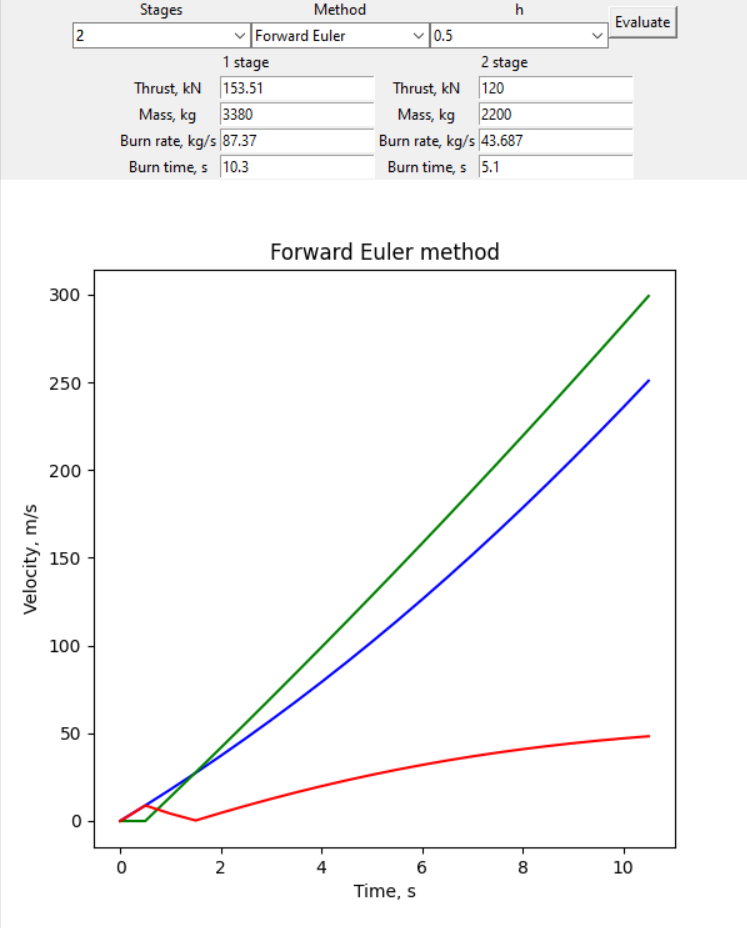 Stages Method h
2 Forward Euler 0.5 Evaluate
1 stage 2 stage
Thrust, kN 153.51 Thrust, kN 120
Mass, kg 3380 Mass, kg 2200
Burn rate, kg/s 87.37 Burn rate, kg/s 43.687
Burn time, s 10.3 Burn time, s 5.1
Forward Euler method
300
250
200
150
100
50
0
Velocity, m/s
0 2 4 6 8 10
Time, s